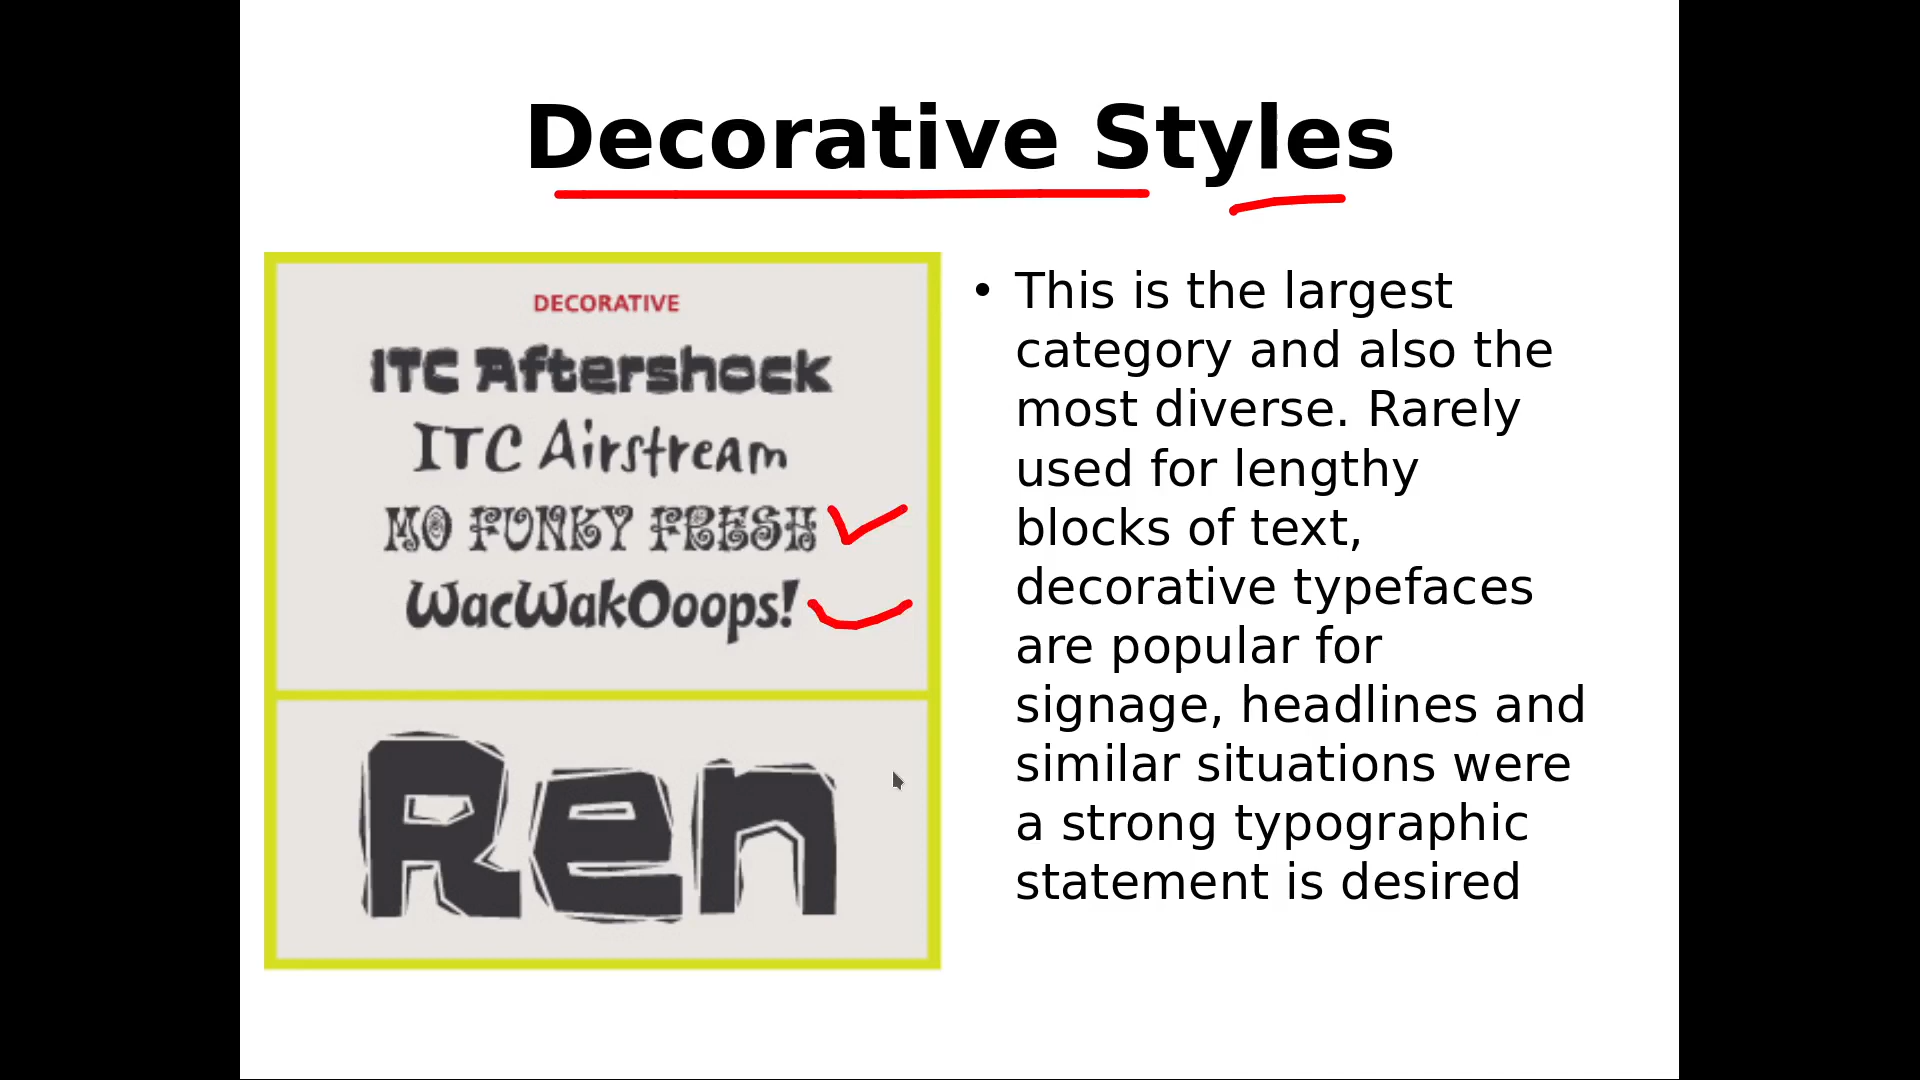 Decorative Styles
DECORATIVE
ITC Aftershock
ITC Airstream
MO FUNKY FRESH
WacWakOoops!
Ren
• This is the largest
category and also the
most diverse. Rarely
used for lengthy
blocks of text,
decorative typefaces
are popular for
signage, headlines and
similar situations were
a strong typographic
statement is desired